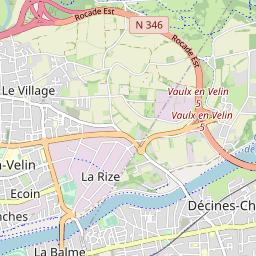 Rocade Est
N 346
Rocade Est
Le Village
Vaulx en Velin
5
Vaulx en Velin
5
-Velin
La Rize
Ecoin
nches
Décines-Ch
La Balme